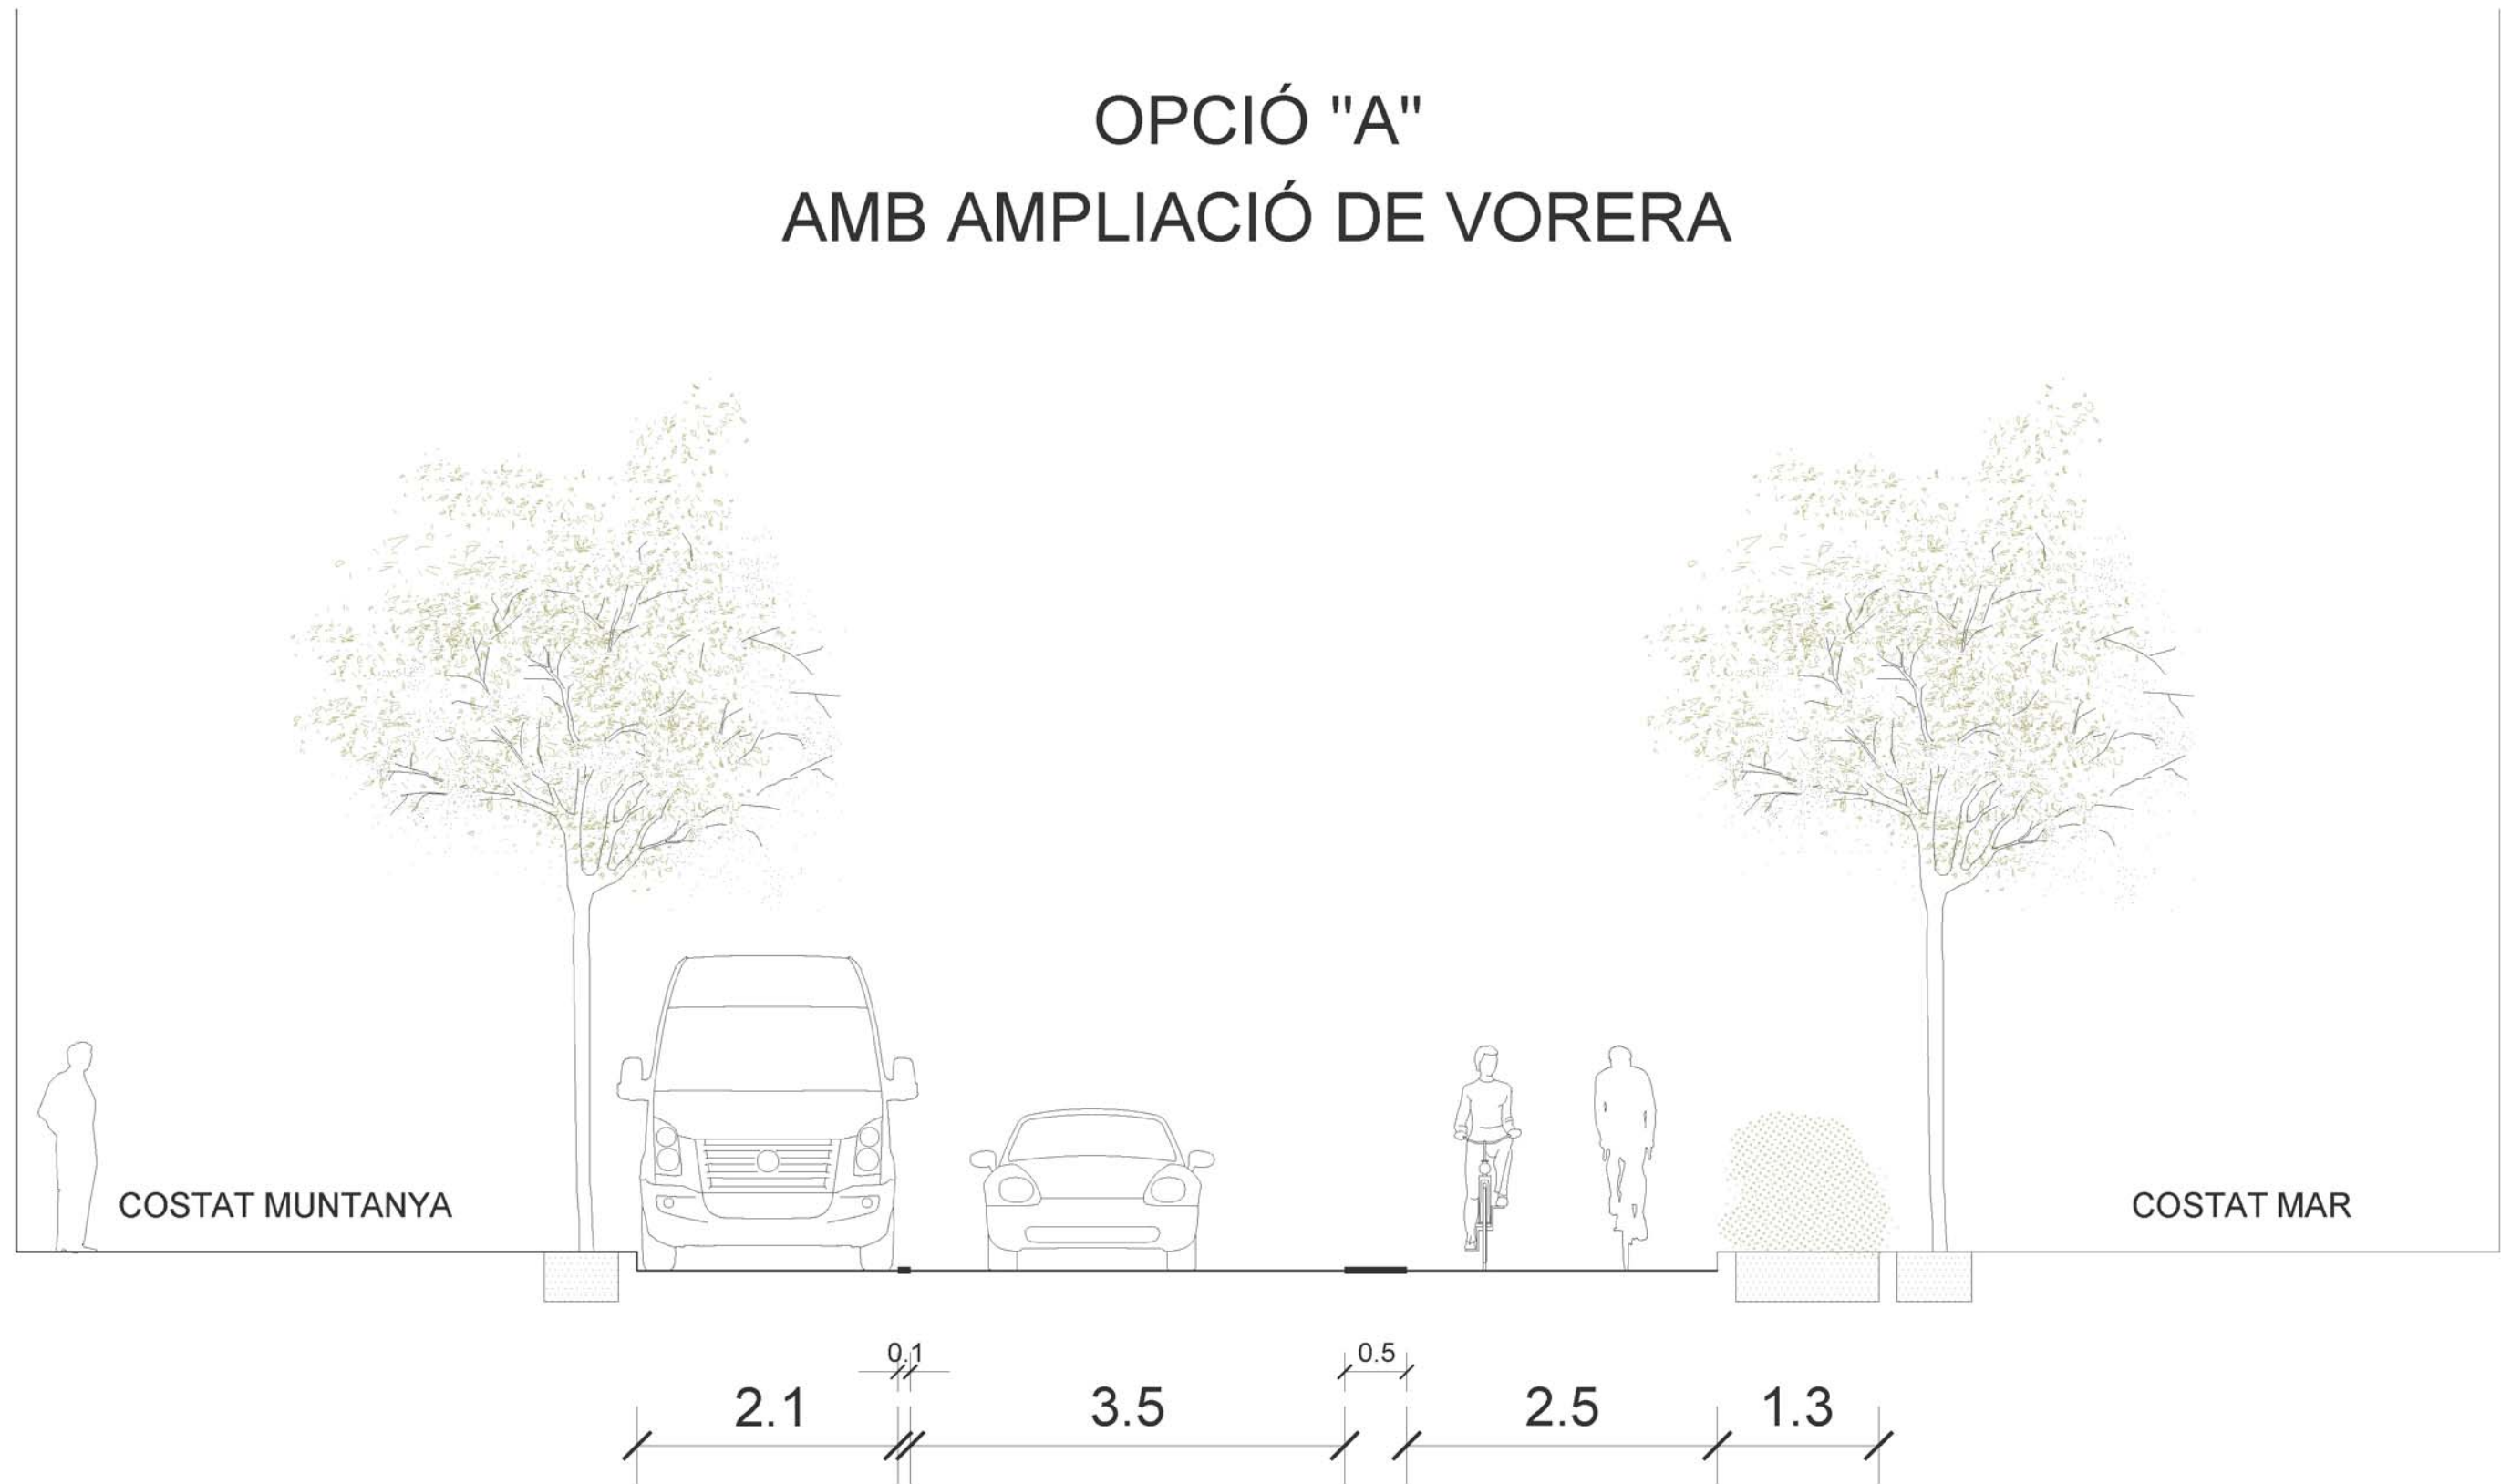 OPCIÓ "A"
AMB AMPLIACIÓ DE VORERA
COSTAT MUNTANYA
COSTAT MAR
0.1
0.5
2.1
3.5
2.5
1.3